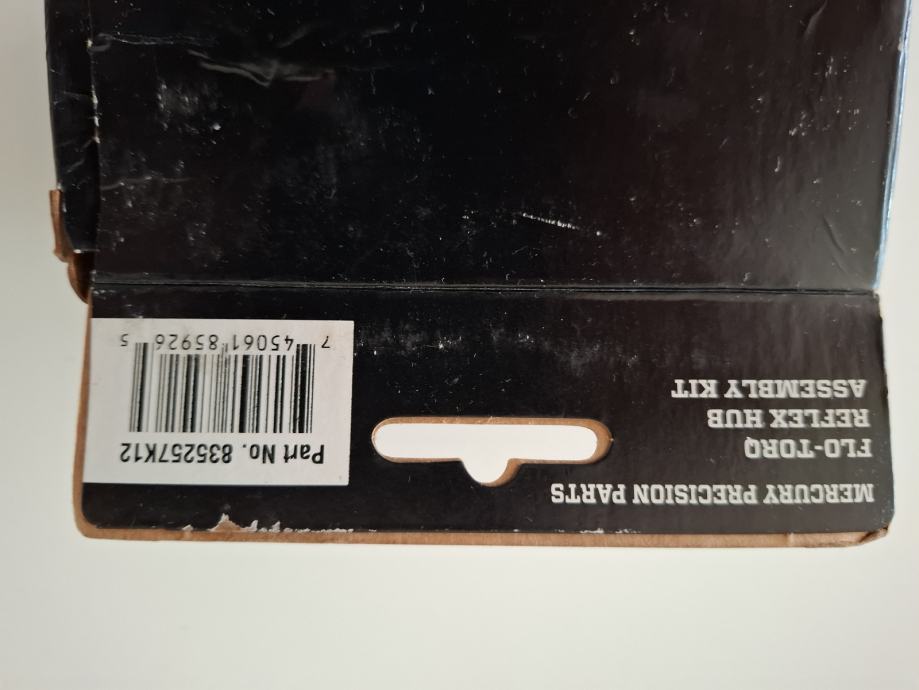 MERCURY PRECISION PARTS
FLO-TORQ
REFLEX HUB
ASSEMBLY KIT
Part No. 835257K12
7 45061 85926 5